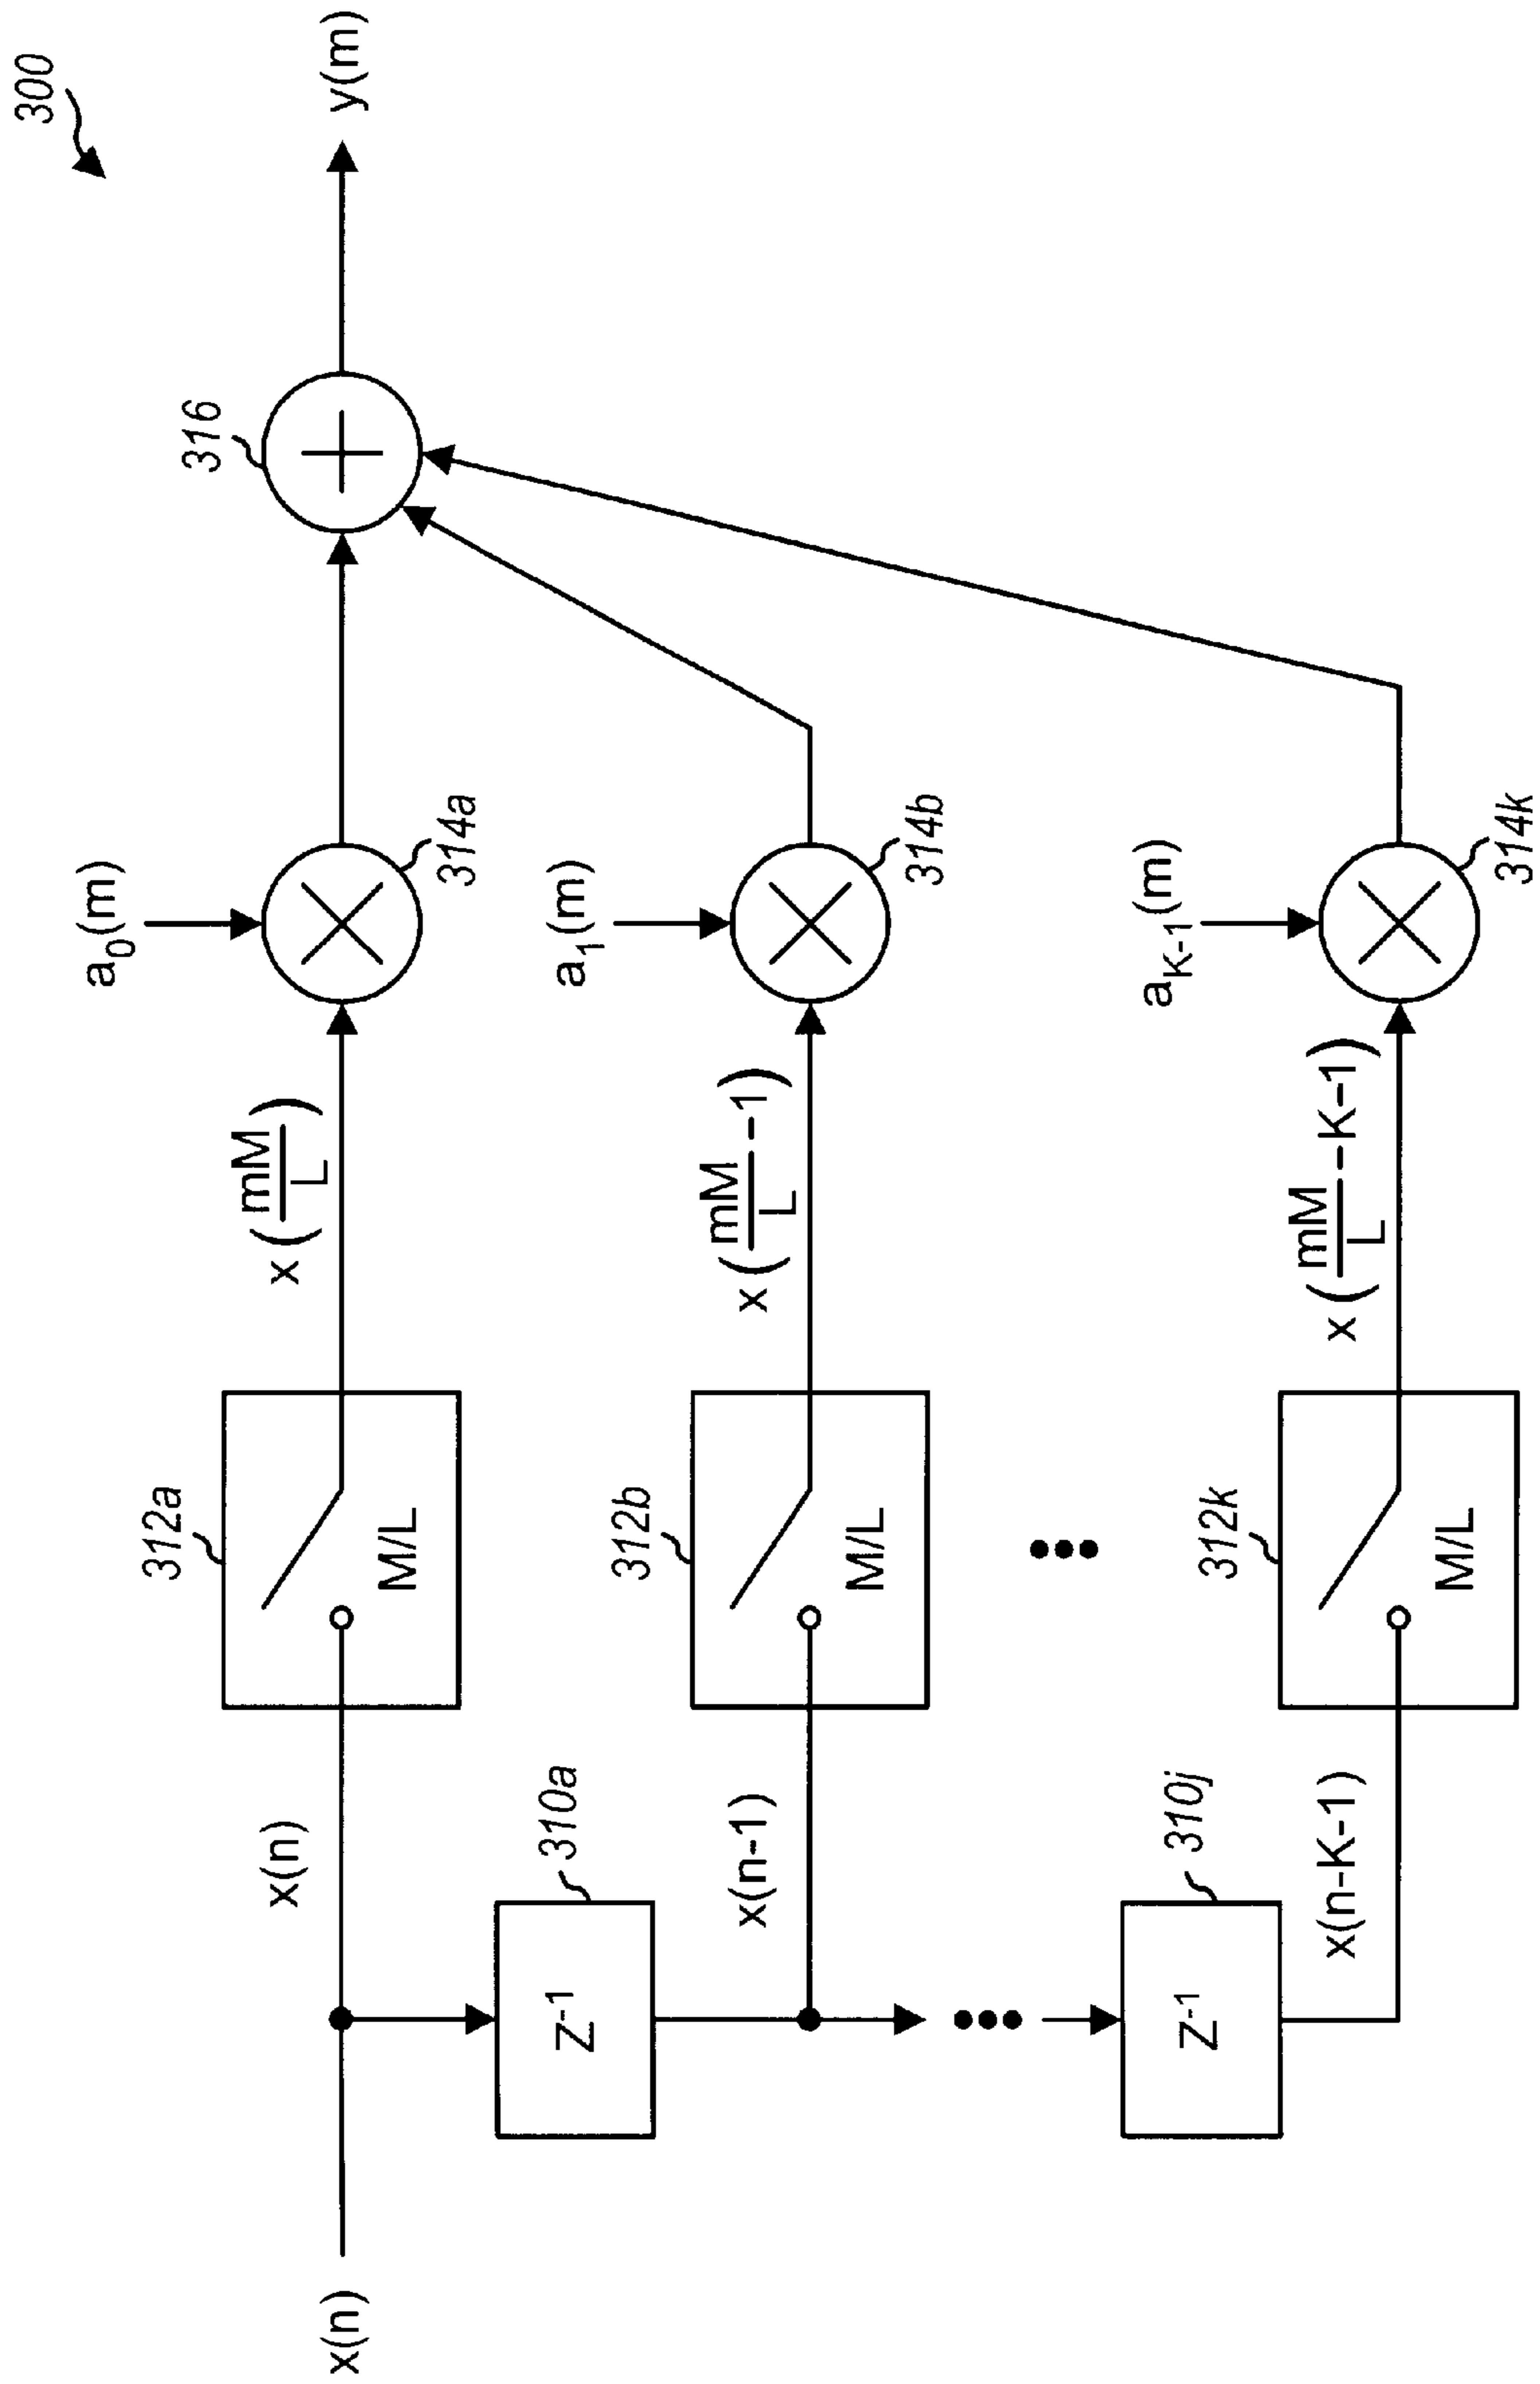 300
x(n)
x(n)
312a
M/L
x(mM/L)
a0(m)
314a
316
y(m)
Z-1
310a
x(n-1)
312b
M/L
x(mM/L -1)
a1(m)
314b
Z-1
310j
x(n-K-1)
312k
M/L
x(mM/L -K-1)
aK-1(m)
314k